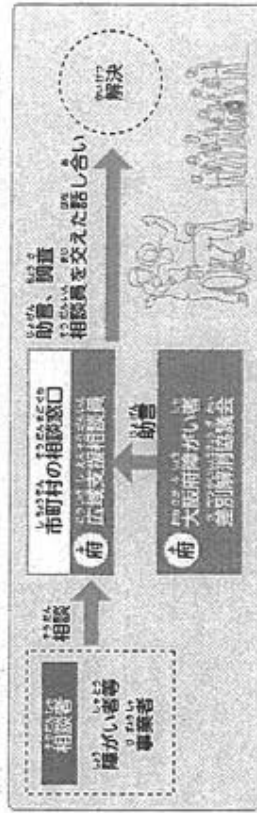 相談者
障がい者等
事業者
相談
市町村の相談窓口
府 広域支援相談員
助言
府 大阪府障がい者
差別解消協議会
助言、調査
相談員を交えた話し合い
解決